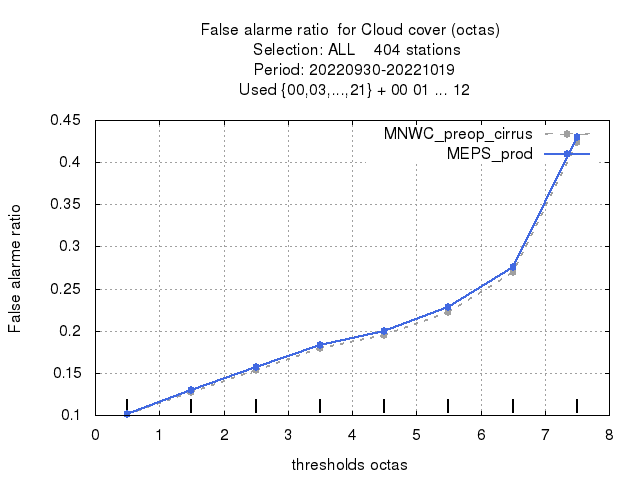 False alarme ratio  for Cloud cover (octas)
Selection: ALL    404 stations
Period: 20220930-20221019
Used {00,03,...,21} + 00 01 ... 12
MNWC_preop_cirrus
MEPS_prod
0.45
0.4
0.35
0.3
0.25
0.2
0.15
0.1
False alarme ratio
0 1 2 3 4 5 6 7 8
thresholds octas